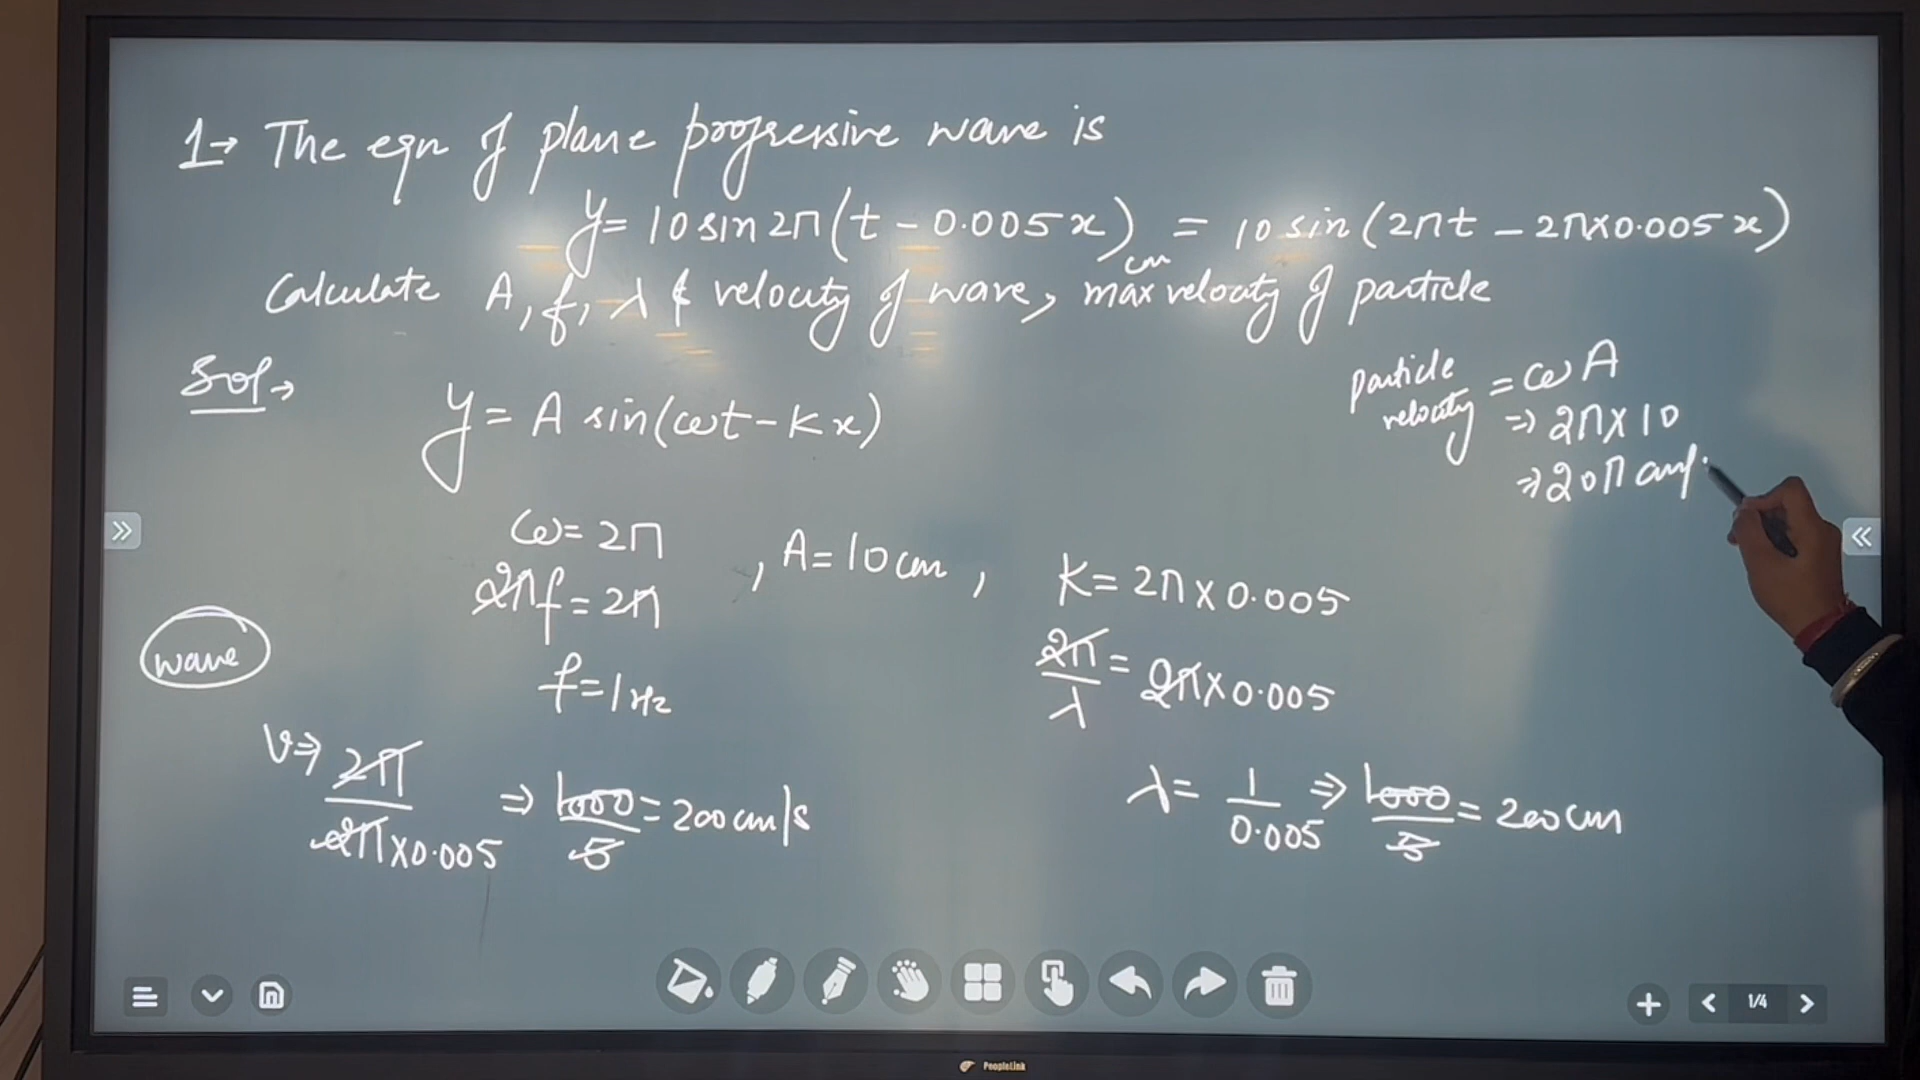 1→ The eqn of plane progressive wave is
y = 10 sin 2π (t - 0.005x) cm = 10 sin (2πt - 2π×0.005x)
Calculate A, f, λ & velocity of wave, max velocity of particle
Sol→
y = A sin(ωt - Kx)
particle velocity = ωA
⇒ 2π×10
⇒ 20π cm/
ω = 2π , A = 10 cm ,
2πf = 2π
f = 1 Hz
K = 2π × 0.005
2π/λ = 2π×0.005
λ = 1/0.005 ⇒ 1000/5 = 200 cm
wave
v ⇒ 2π/2π×0.005 ⇒ 1000/5 = 200 cm/s
1/4
PeopleLink